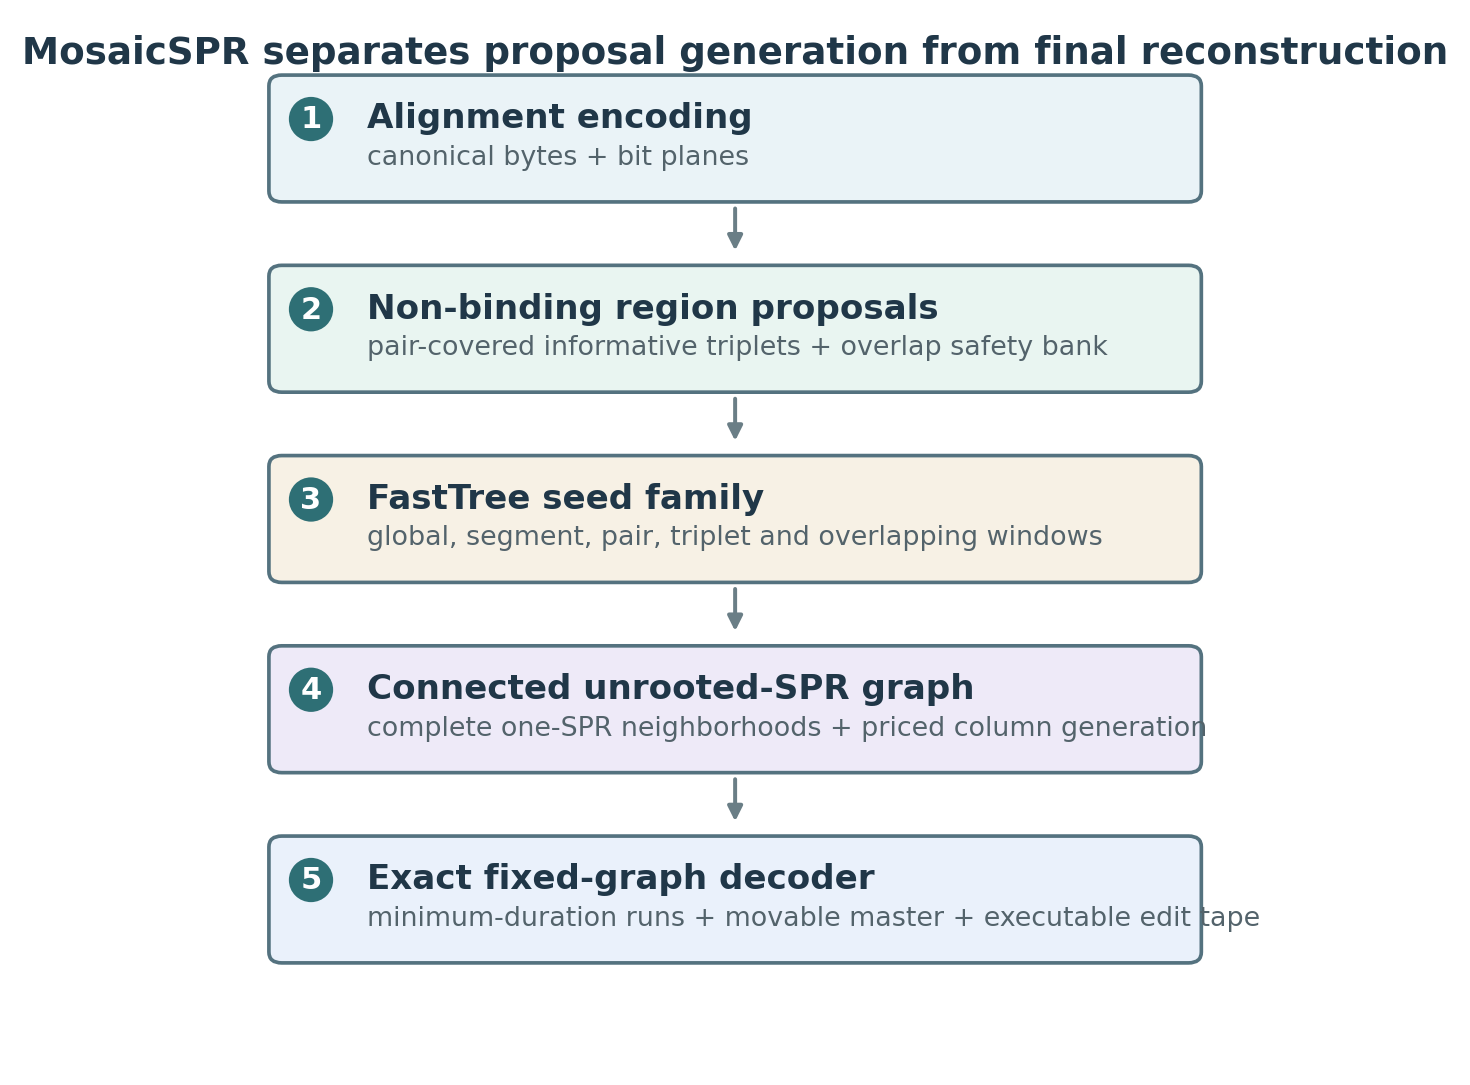 MosaicSPR separates proposal generation from final reconstruction
1 Alignment encoding
canonical bytes + bit planes
2 Non-binding region proposals
pair-covered informative triplets + overlap safety bank
3 FastTree seed family
global, segment, pair, triplet and overlapping windows
4 Connected unrooted-SPR graph
complete one-SPR neighborhoods + priced column generation
5 Exact fixed-graph decoder
minimum-duration runs + movable master + executable edit tape